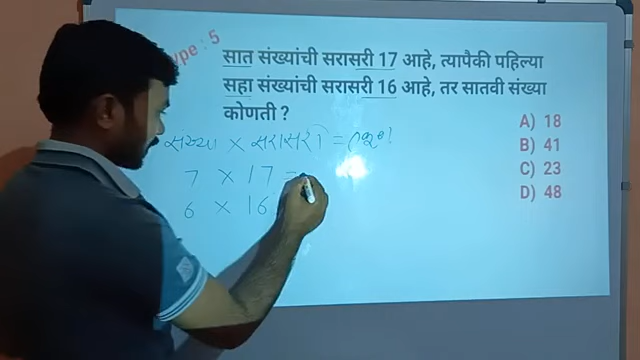 ype : 5
सात संख्यांची सरासरी 17 आहे, त्यापैकी पहिल्या
सहा संख्यांची सरासरी 16 आहे, तर सातवी संख्या
कोणती ?
A) 18
B) 41
C) 23
D) 48
संख्या × सरासरी =
7 × 17 =
6 × 16